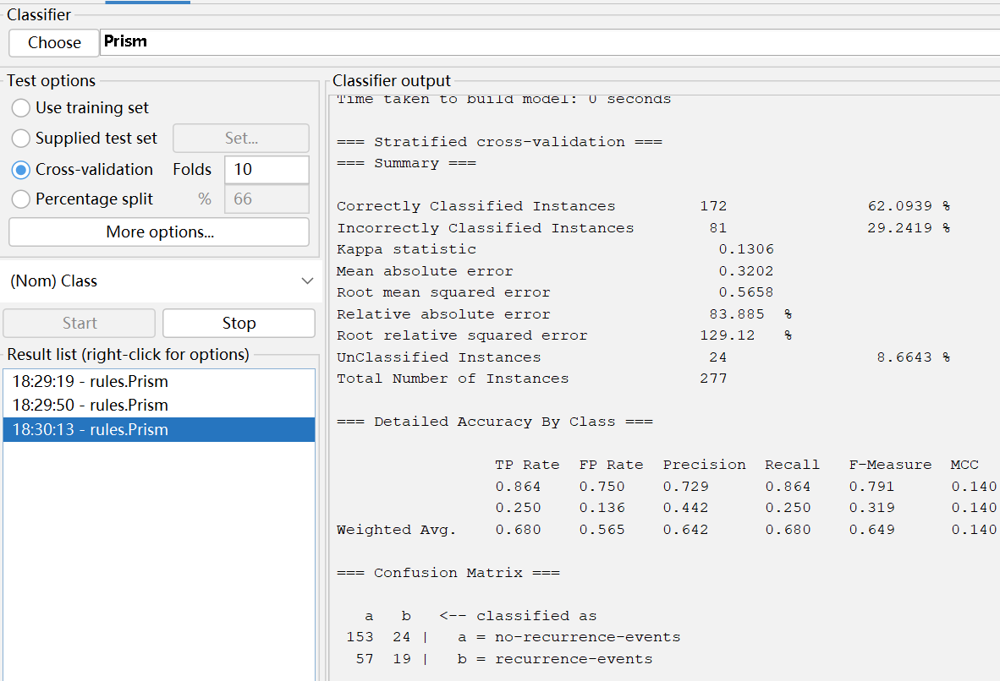 Classifier
Choose Prism
Test options
Use training set
Supplied test set Set...
Cross-validation Folds 10
Percentage split % 66
More options...
(Nom) Class
Start Stop
Result list (right-click for options)
18:29:19 - rules.Prism
18:29:50 - rules.Prism
18:30:13 - rules.Prism
Classifier output
Time taken to build model: 0 seconds
=== Stratified cross-validation ===
=== Summary ===
Correctly Classified Instances 172 62.0939 %
Incorrectly Classified Instances 81 29.2419 %
Kappa statistic 0.1306
Mean absolute error 0.3202
Root mean squared error 0.5658
Relative absolute error 83.885 %
Root relative squared error 129.12 %
UnClassified Instances 24 8.6643 %
Total Number of Instances 277
=== Detailed Accuracy By Class ===
TP Rate FP Rate Precision Recall F-Measure MCC
0.864 0.750 0.729 0.864 0.791 0.140
0.250 0.136 0.442 0.250 0.319 0.140
Weighted Avg. 0.680 0.565 0.642 0.680 0.649 0.140
=== Confusion Matrix ===
a b <-- classified as
153 24 | a = no-recurrence-events
57 19 | b = recurrence-events